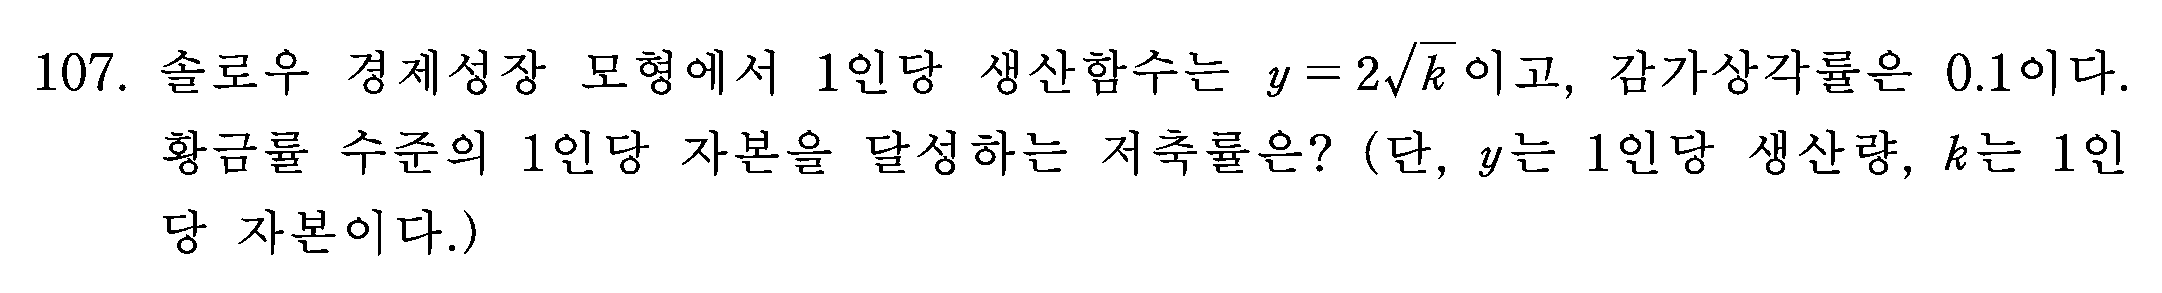 107. 솔로우 경제성장 모형에서 1인당 생산함수는 y = 2√k 이고, 감가상각률은 0.1이다.
황금률 수준의 1인당 자본을 달성하는 저축률은? (단, y는 1인당 생산량, k는 1인
당 자본이다.)